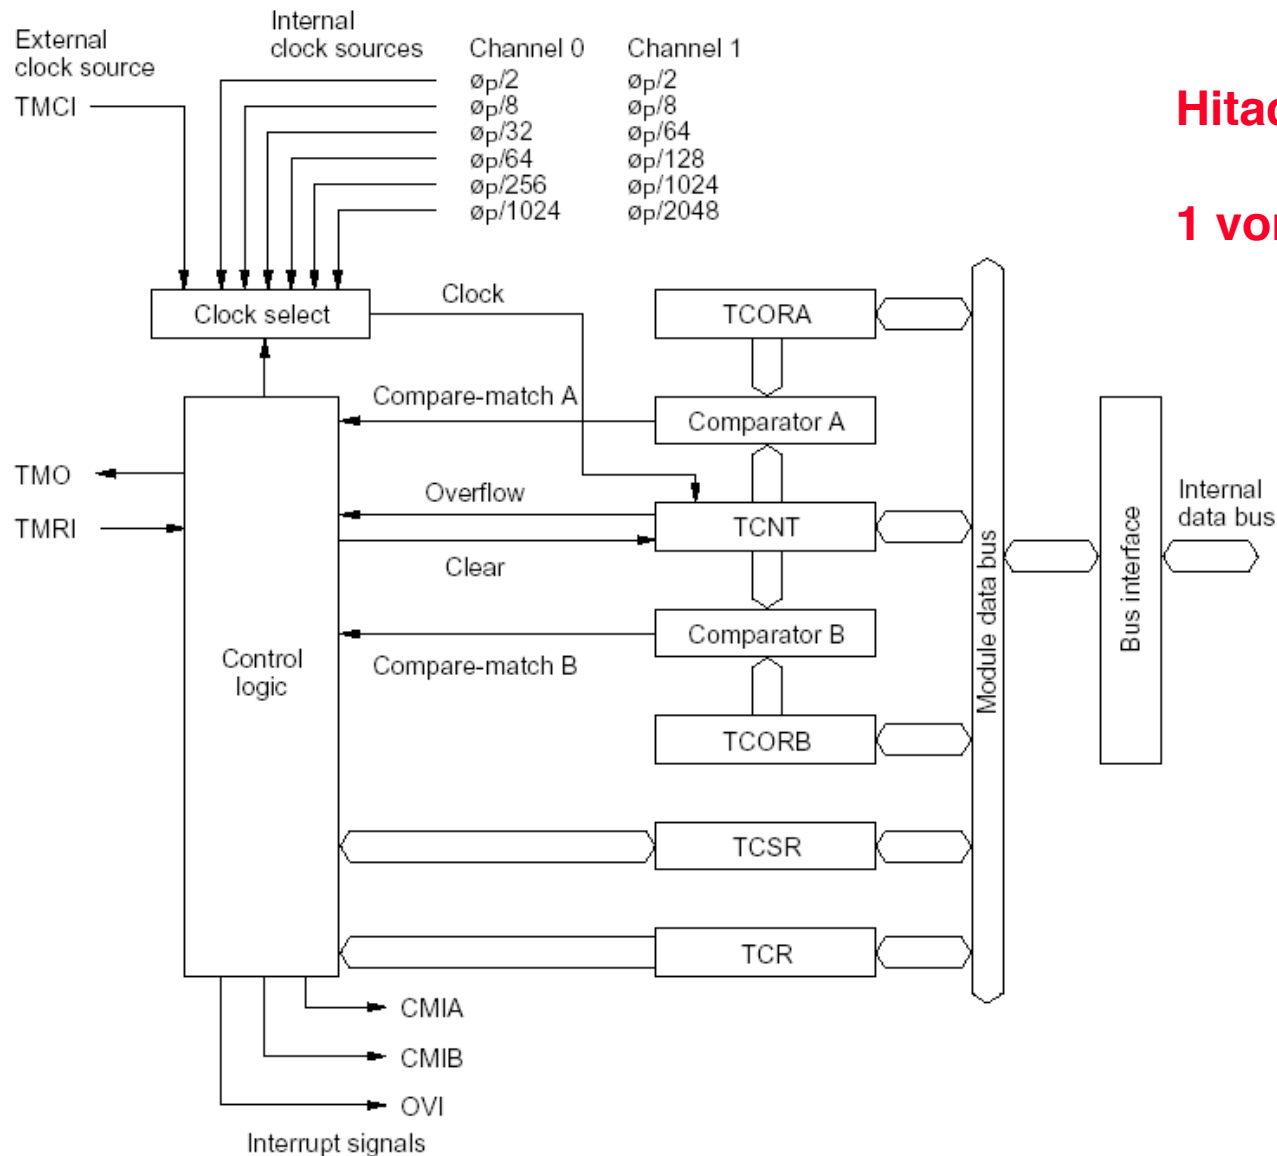 External
clock source
TMCI
Internal
clock sources
Channel 0 Channel 1
øP/2 øP/2
øP/8 øP/8
øP/32 øP/64
øP/64 øP/128
øP/256 øP/1024
øP/1024 øP/2048
1
Clock select
Clock
TCORA
Compare-match A
Comparator A
TMO
TMRI
Overflow
TCNT
Clear
Comparator B
Compare-match B
Control
logic
TCORB
TCSR
TCR
Module data bus
Bus interface
Internal
data bus
CMIA
CMIB
OVI
Interrupt signals